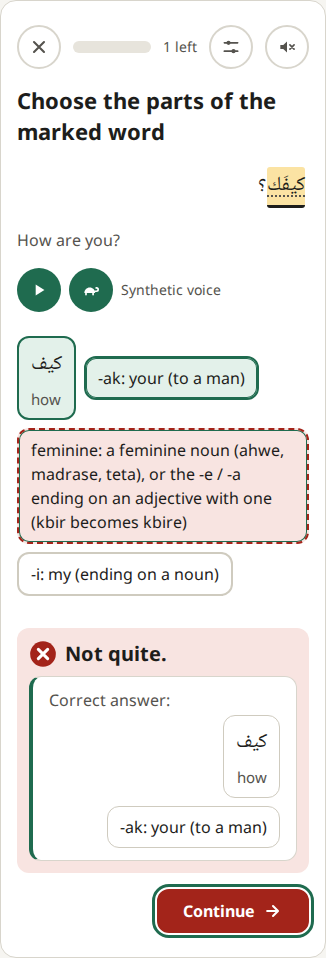 1 left
Choose the parts of the
marked word
كيفَك؟
How are you?
Synthetic voice
كيف
how
-ak: your (to a man)
feminine: a feminine noun (ahwe,
madrase, teta), or the -e / -a
ending on an adjective with one
(kbir becomes kbire)
-i: my (ending on a noun)
Not quite.
Correct answer:
كيف
how
-ak: your (to a man)
Continue